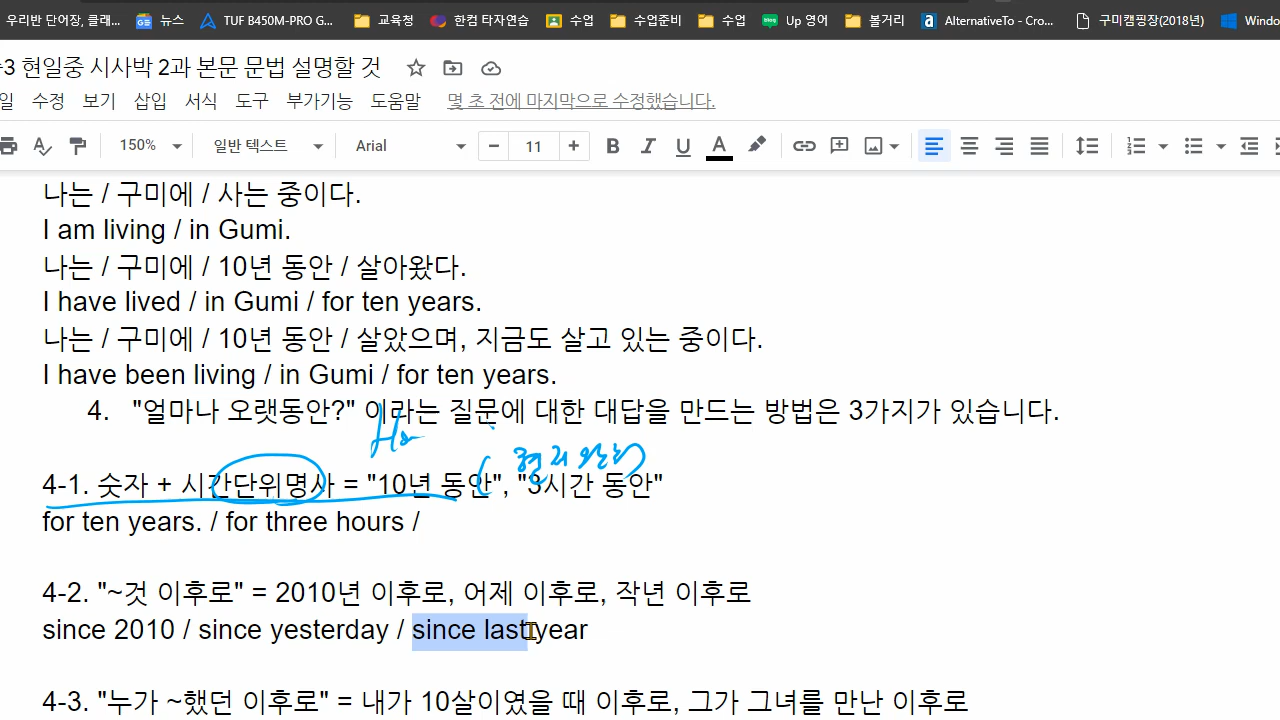 우리반 단어장, 클래... 뉴스 TUF B450M-PRO G... 교육청 한컴 타자연습 수업 수업준비 수업 Up 영어 볼거리 AlternativeTo - Cro... 구미캠핑장(2018년) Windo
3 현일중 시사박 2과 본문 문법 설명할 것
일 수정 보기 삽입 서식 도구 부가기능 도움말 몇 초 전에 마지막으로 수정했습니다.
150% 일반 텍스트 Arial 11 B I U A
나는 / 구미에 / 사는 중이다.
I am living / in Gumi.
나는 / 구미에 / 10년 동안 / 살아왔다.
I have lived / in Gumi / for ten years.
나는 / 구미에 / 10년 동안 / 살았으며, 지금도 살고 있는 중이다.
I have been living / in Gumi / for ten years.
4. "얼마나 오랫동안?" 이라는 질문에 대한 대답을 만드는 방법은 3가지가 있습니다.
Ha
4-1. 숫자 + 시간단위명사 = "10년 동안", "3시간 동안"
for ten years. / for three hours /
4-2. "~것 이후로" = 2010년 이후로, 어제 이후로, 작년 이후로
since 2010 / since yesterday / since last year
4-3. "누가 ~했던 이후로" = 내가 10살이였을 때 이후로, 그가 그녀를 만난 이후로